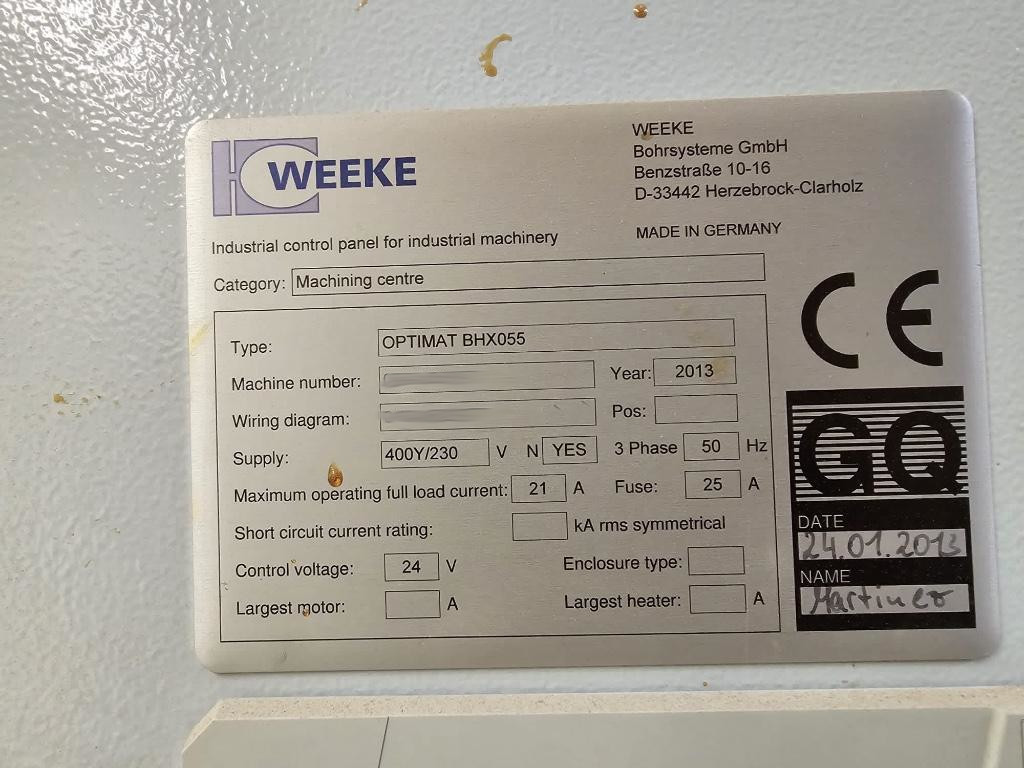 WEEKE
WEEKE
Bohrsysteme GmbH
Benzstraße 10-16
D-33442 Herzebrock-Clarholz
MADE IN GERMANY
Industrial control panel for industrial machinery
Category: Machining centre
Type: OPTIMAT BHX055
Machine number: Year: 2013
Wiring diagram: Pos:
Supply: 400Y/230 V N YES 3 Phase 50 Hz
Maximum operating full load current: 21 A Fuse: 25 A
Short circuit current rating: kA rms symmetrical
Control voltage: 24 V Enclosure type:
Largest motor: A Largest heater: A
CE
GQ
DATE
24.01.2013
NAME